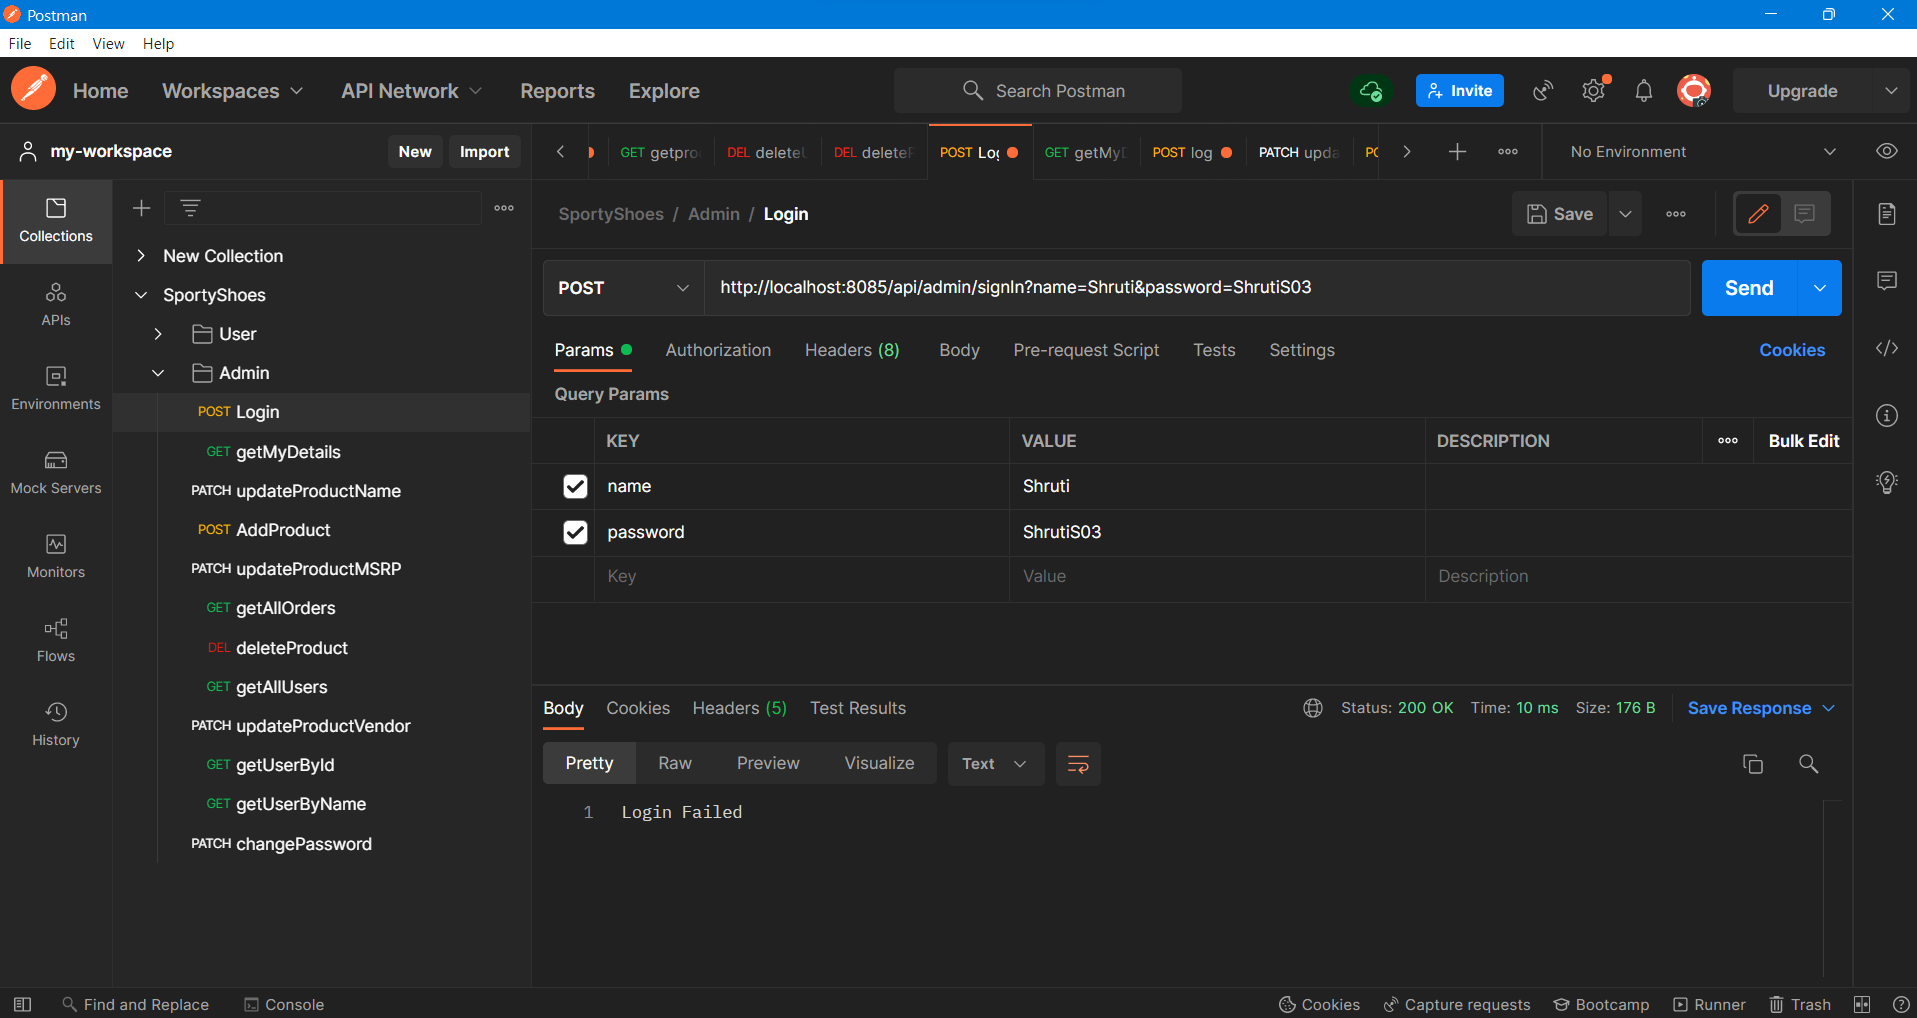 Postman
File Edit View Help
Home Workspaces API Network Reports Explore Search Postman Invite Upgrade
my-workspace New Import
GET getpro DEL delete DEL delete POST Log GET getMy POST log PATCH upda No Environment
Collections
APIs
Environments
Mock Servers
Monitors
Flows
History
New Collection
SportyShoes
User
Admin
POST Login
GET getMyDetails
PATCH updateProductName
POST AddProduct
PATCH updateProductMSRP
GET getAllOrders
DEL deleteProduct
GET getAllUsers
PATCH updateProductVendor
GET getUserById
GET getUserByName
PATCH changePassword
SportyShoes / Admin / Login Save
POST http://localhost:8085/api/admin/signIn?name=Shruti&password=ShrutiS03 Send
Params Authorization Headers (8) Body Pre-request Script Tests Settings Cookies
Query Params
KEY VALUE DESCRIPTION Bulk Edit
name Shruti
password ShrutiS03
Key Value Description
Body Cookies Headers (5) Test Results Status: 200 OK Time: 10 ms Size: 176 B Save Response
Pretty Raw Preview Visualize Text
1 Login Failed
Find and Replace Console Cookies Capture requests Bootcamp Runner Trash